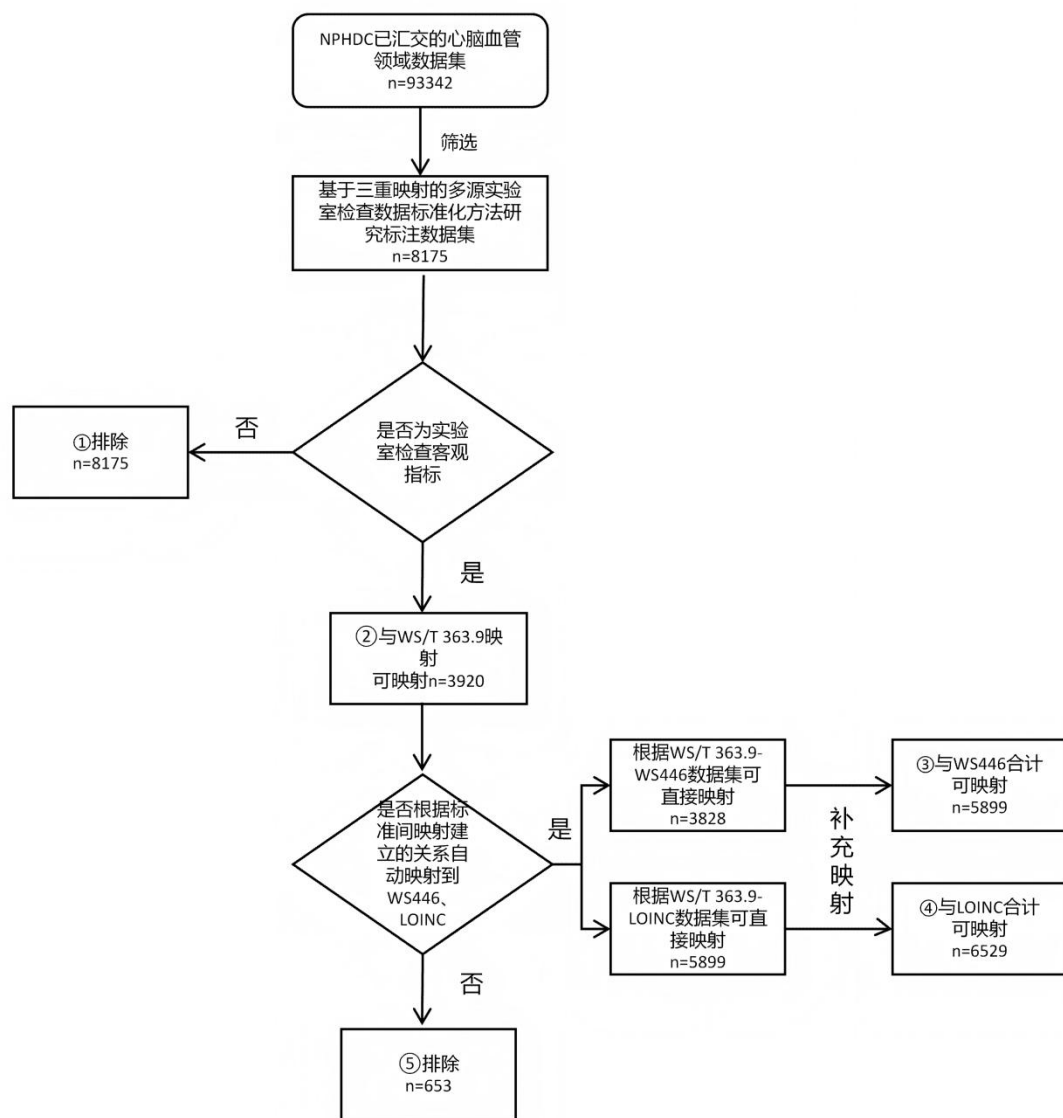 NPHDC已汇交的心脑血管
领域数据集
n=93342
筛选
基于三重映射的多源实验
室检查数据标准化方法研
究标注数据集
n=8175
是否为实验
室检查客观
指标
否
①排除
n=8175
是
②与WS/T 363.9映
射
可映射n=3920
是否根据标
准间映射建
立的关系自
动映射到
WS446、
LOINC
是
根据WS/T 363.9-
WS446数据集可
直接映射
n=3828
根据WS/T 363.9-
LOINC数据集可直
接映射
n=5899
补充映射
③与WS446合计
可映射
n=5899
④与LOINC合计
可映射
n=6529
否
⑤排除
n=653